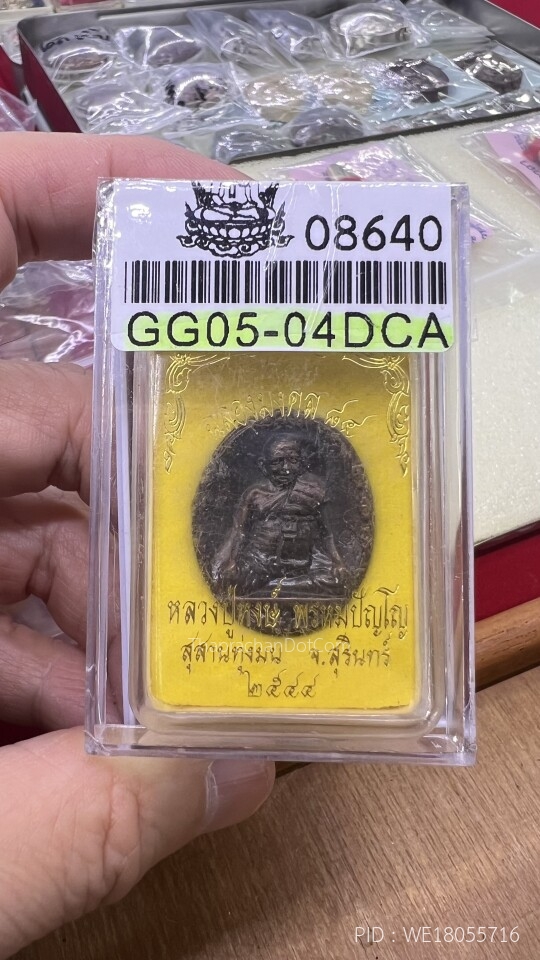 08640
GG05-04DCA
หลวงปู่หงษ์ พรหมปัญโญ
สุสานทุ่งมน จ.สุรินทร์
๒๕๔๔
PID : WE18055716